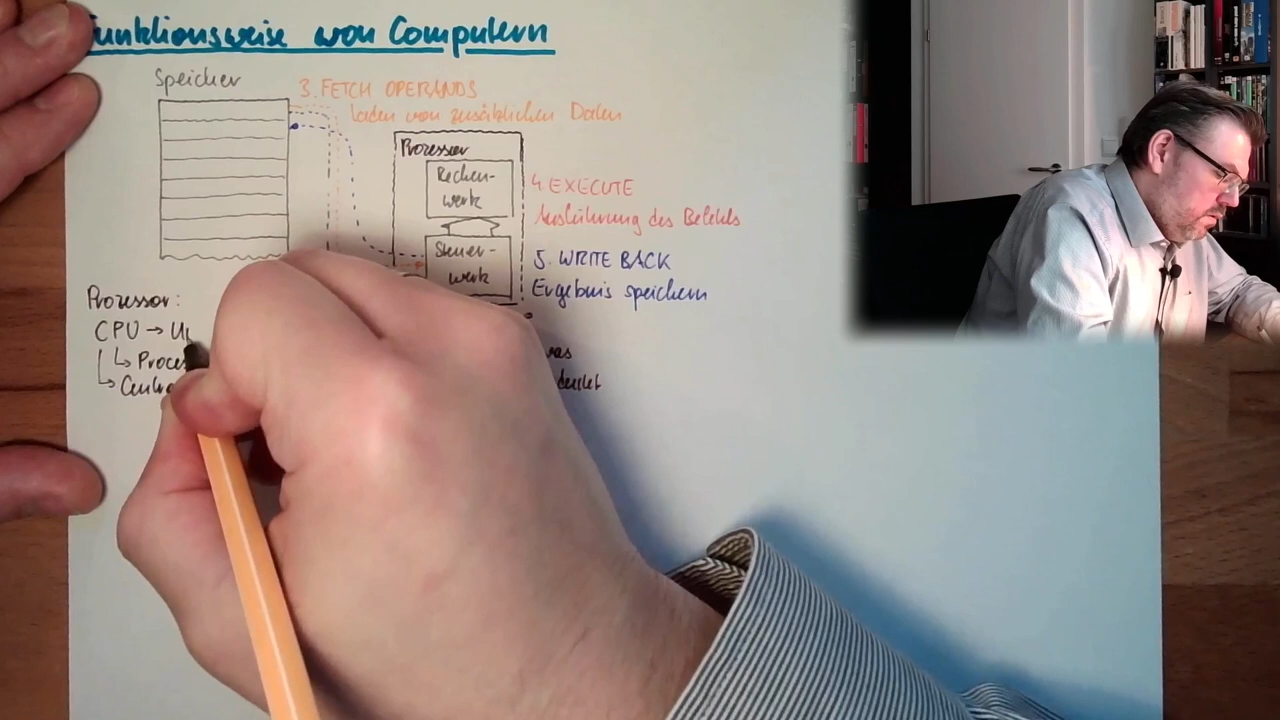 Funktionsweise von Computern
Speicher
3. FETCH OPERANDS
laden von zusätzlichen Daten
Prozessor
Rechen-
werk
4. EXECUTE
Ausführung des Befehls
Steuer-
werk
5. WRITE BACK
Ergebnis speichern
Prozessor:
CPU →